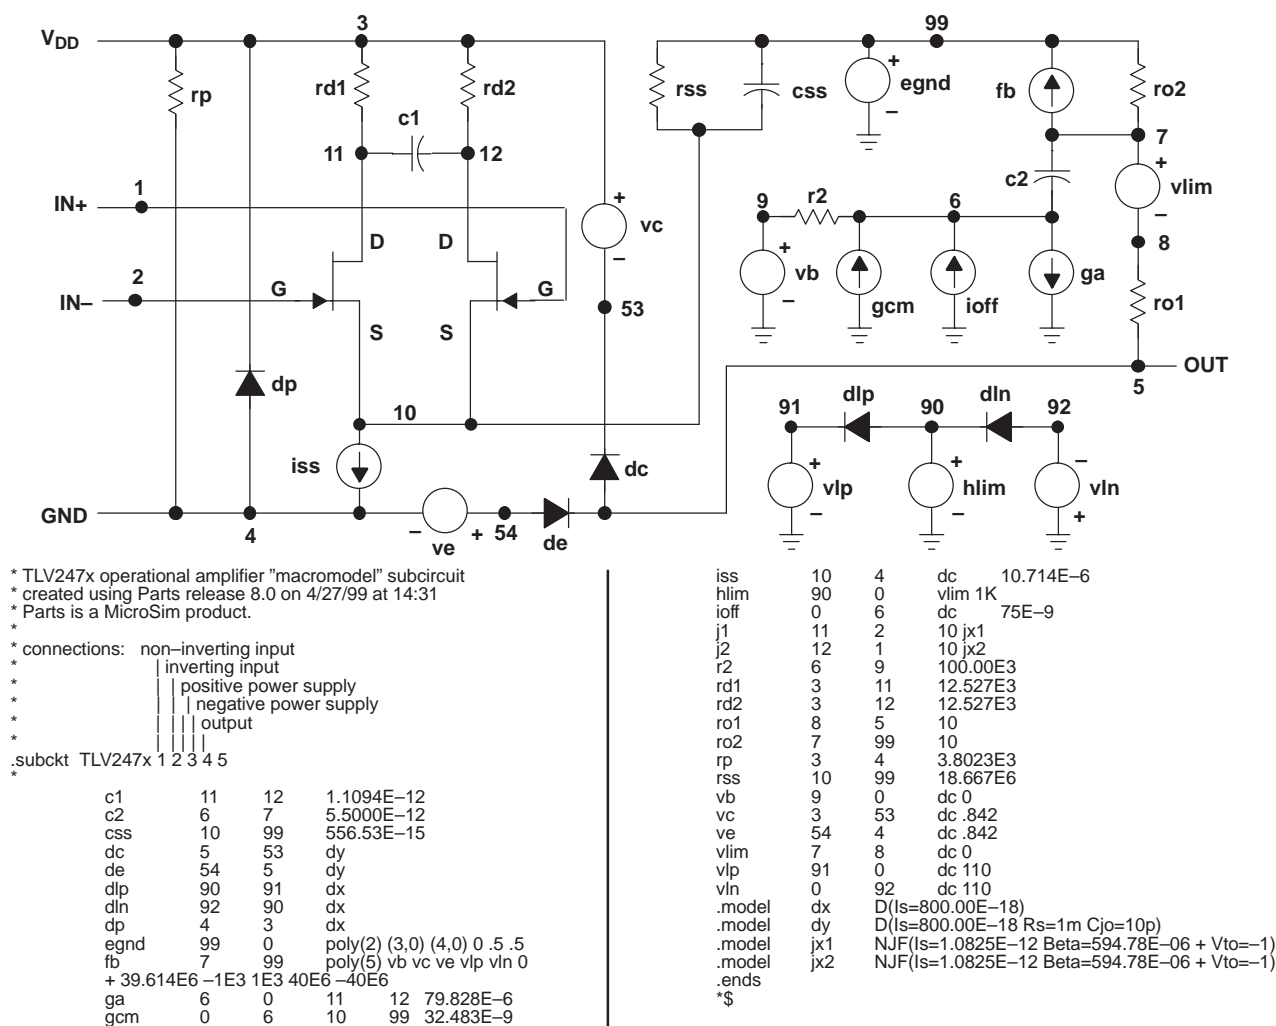 3
99
VDD
rp
rd1
rd2
c1
11
12
rss
css
egnd
+
–
fb
ro2
7
c2
+
vlim
–
8
1
IN+
2
IN–
G
D
D
G
S
S
+
vc
–
53
9
r2
6
+
vb
–
gcm
ioff
ga
ro1
OUT
5
dp
10
iss
dc
GND
4
–
ve
+
54
de
91
dlp
90
dln
92
+
vlp
–
+
hlim
–
–
vln
+
* TLV247x operational amplifier ”macromodel” subcircuit
* created using Parts release 8.0 on 4/27/99 at 14:31
* Parts is a MicroSim product.
*
* connections: non–inverting input
* | inverting input
* | | positive power supply
* | | | negative power supply
* | | | | output
* | | | | |
.subckt TLV247x 1 2 3 4 5
*
c1 11 12 1.1094E–12
c2 6 7 5.5000E–12
css 10 99 556.53E–15
dc 5 53 dy
de 54 5 dy
dlp 90 91 dx
dln 92 90 dx
dp 4 3 dx
egnd 99 0 poly(2) (3,0) (4,0) 0 .5 .5
fb 7 99 poly(5) vb vc ve vlp vln 0
+ 39.614E6 –1E3 1E3 40E6 –40E6
ga 6 0 11 12 79.828E–6
gcm 0 6 10 99 32.483E–9
iss 10 4 dc 10.714E–6
hlim 90 0 vlim 1K
ioff 0 6 dc 75E–9
j1 11 2 10 jx1
j2 12 1 10 jx2
r2 6 9 100.00E3
rd1 3 11 12.527E3
rd2 3 12 12.527E3
ro1 8 5 10
ro2 7 99 10
rp 3 4 3.8023E3
rss 10 99 18.667E6
vb 9 0 dc 0
vc 3 53 dc .842
ve 54 4 dc .842
vlim 7 8 dc 0
vlp 91 0 dc 110
vln 0 92 dc 110
.model dx D(Is=800.00E–18)
.model dy D(Is=800.00E–18 Rs=1m Cjo=10p)
.model jx1 NJF(Is=1.0825E–12 Beta=594.78E–06 + Vto=–1)
.model jx2 NJF(Is=1.0825E–12 Beta=594.78E–06 + Vto=–1)
.ends
*$